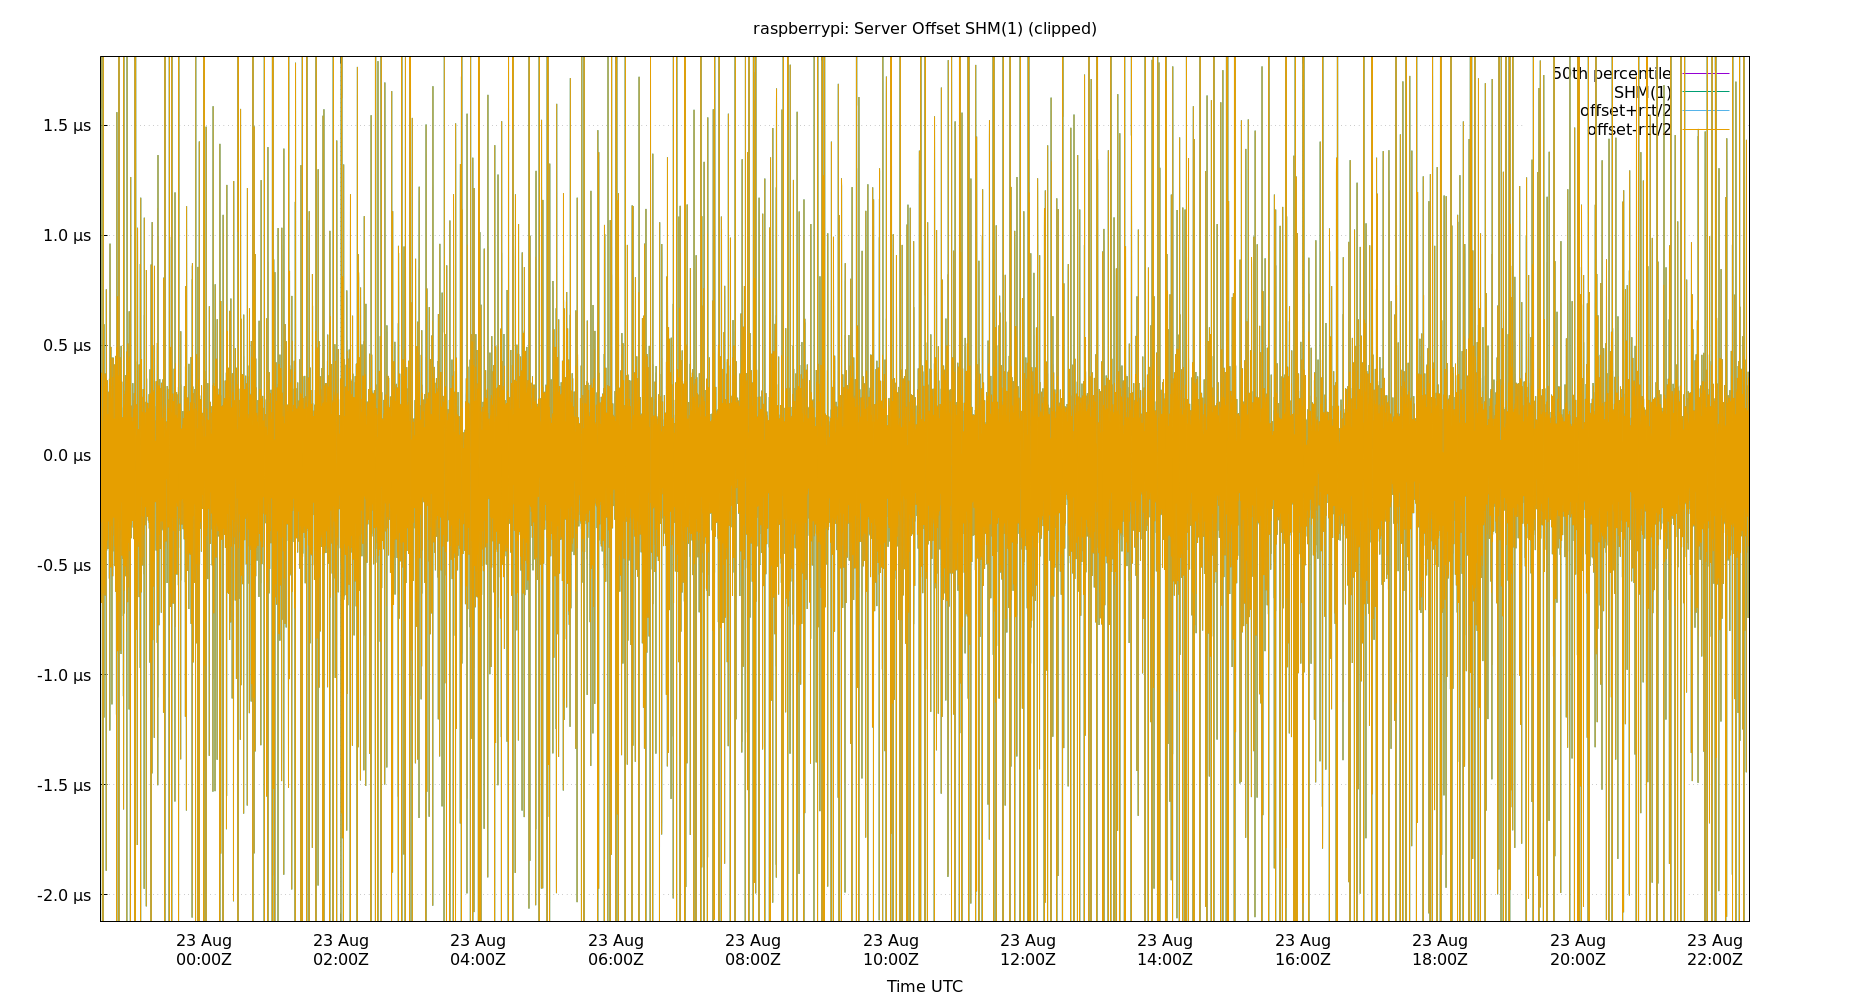 raspberrypi: Server Offset SHM(1) (clipped)
50th percentile
SHM(1)
offset+rtt/2
offset-rtt/2
1.5 µs
1.0 µs
0.5 µs
0.0 µs
-0.5 µs
-1.0 µs
-1.5 µs
-2.0 µs
23 Aug 23 Aug 23 Aug 23 Aug 23 Aug 23 Aug 23 Aug 23 Aug 23 Aug 23 Aug 23 Aug 23 Aug
00:00Z 02:00Z 04:00Z 06:00Z 08:00Z 10:00Z 12:00Z 14:00Z 16:00Z 18:00Z 20:00Z 22:00Z
Time UTC